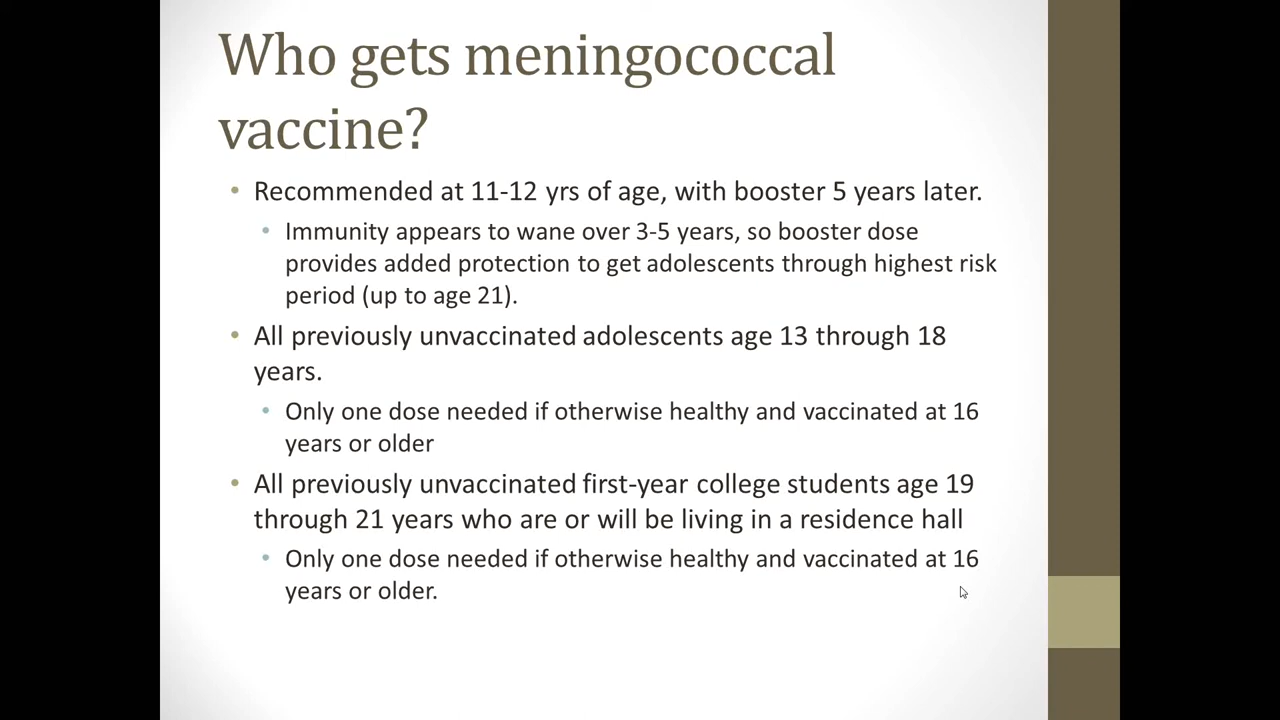 Who gets meningococcal
vaccine?
• Recommended at 11-12 yrs of age, with booster 5 years later.
• Immunity appears to wane over 3-5 years, so booster dose
provides added protection to get adolescents through highest risk
period (up to age 21).
• All previously unvaccinated adolescents age 13 through 18
years.
• Only one dose needed if otherwise healthy and vaccinated at 16
years or older
• All previously unvaccinated first-year college students age 19
through 21 years who are or will be living in a residence hall
• Only one dose needed if otherwise healthy and vaccinated at 16
years or older.